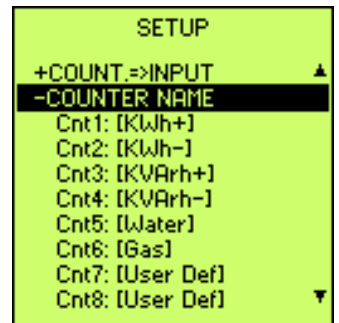 SETUP
+COUNT.=>INPUT
-COUNTER NAME
Cnt1: [KWh+]
Cnt2: [KWh-]
Cnt3: [KVArh+]
Cnt4: [KVArh-]
Cnt5: [Water]
Cnt6: [Gas]
Cnt7: [User Def]
Cnt8: [User Def]